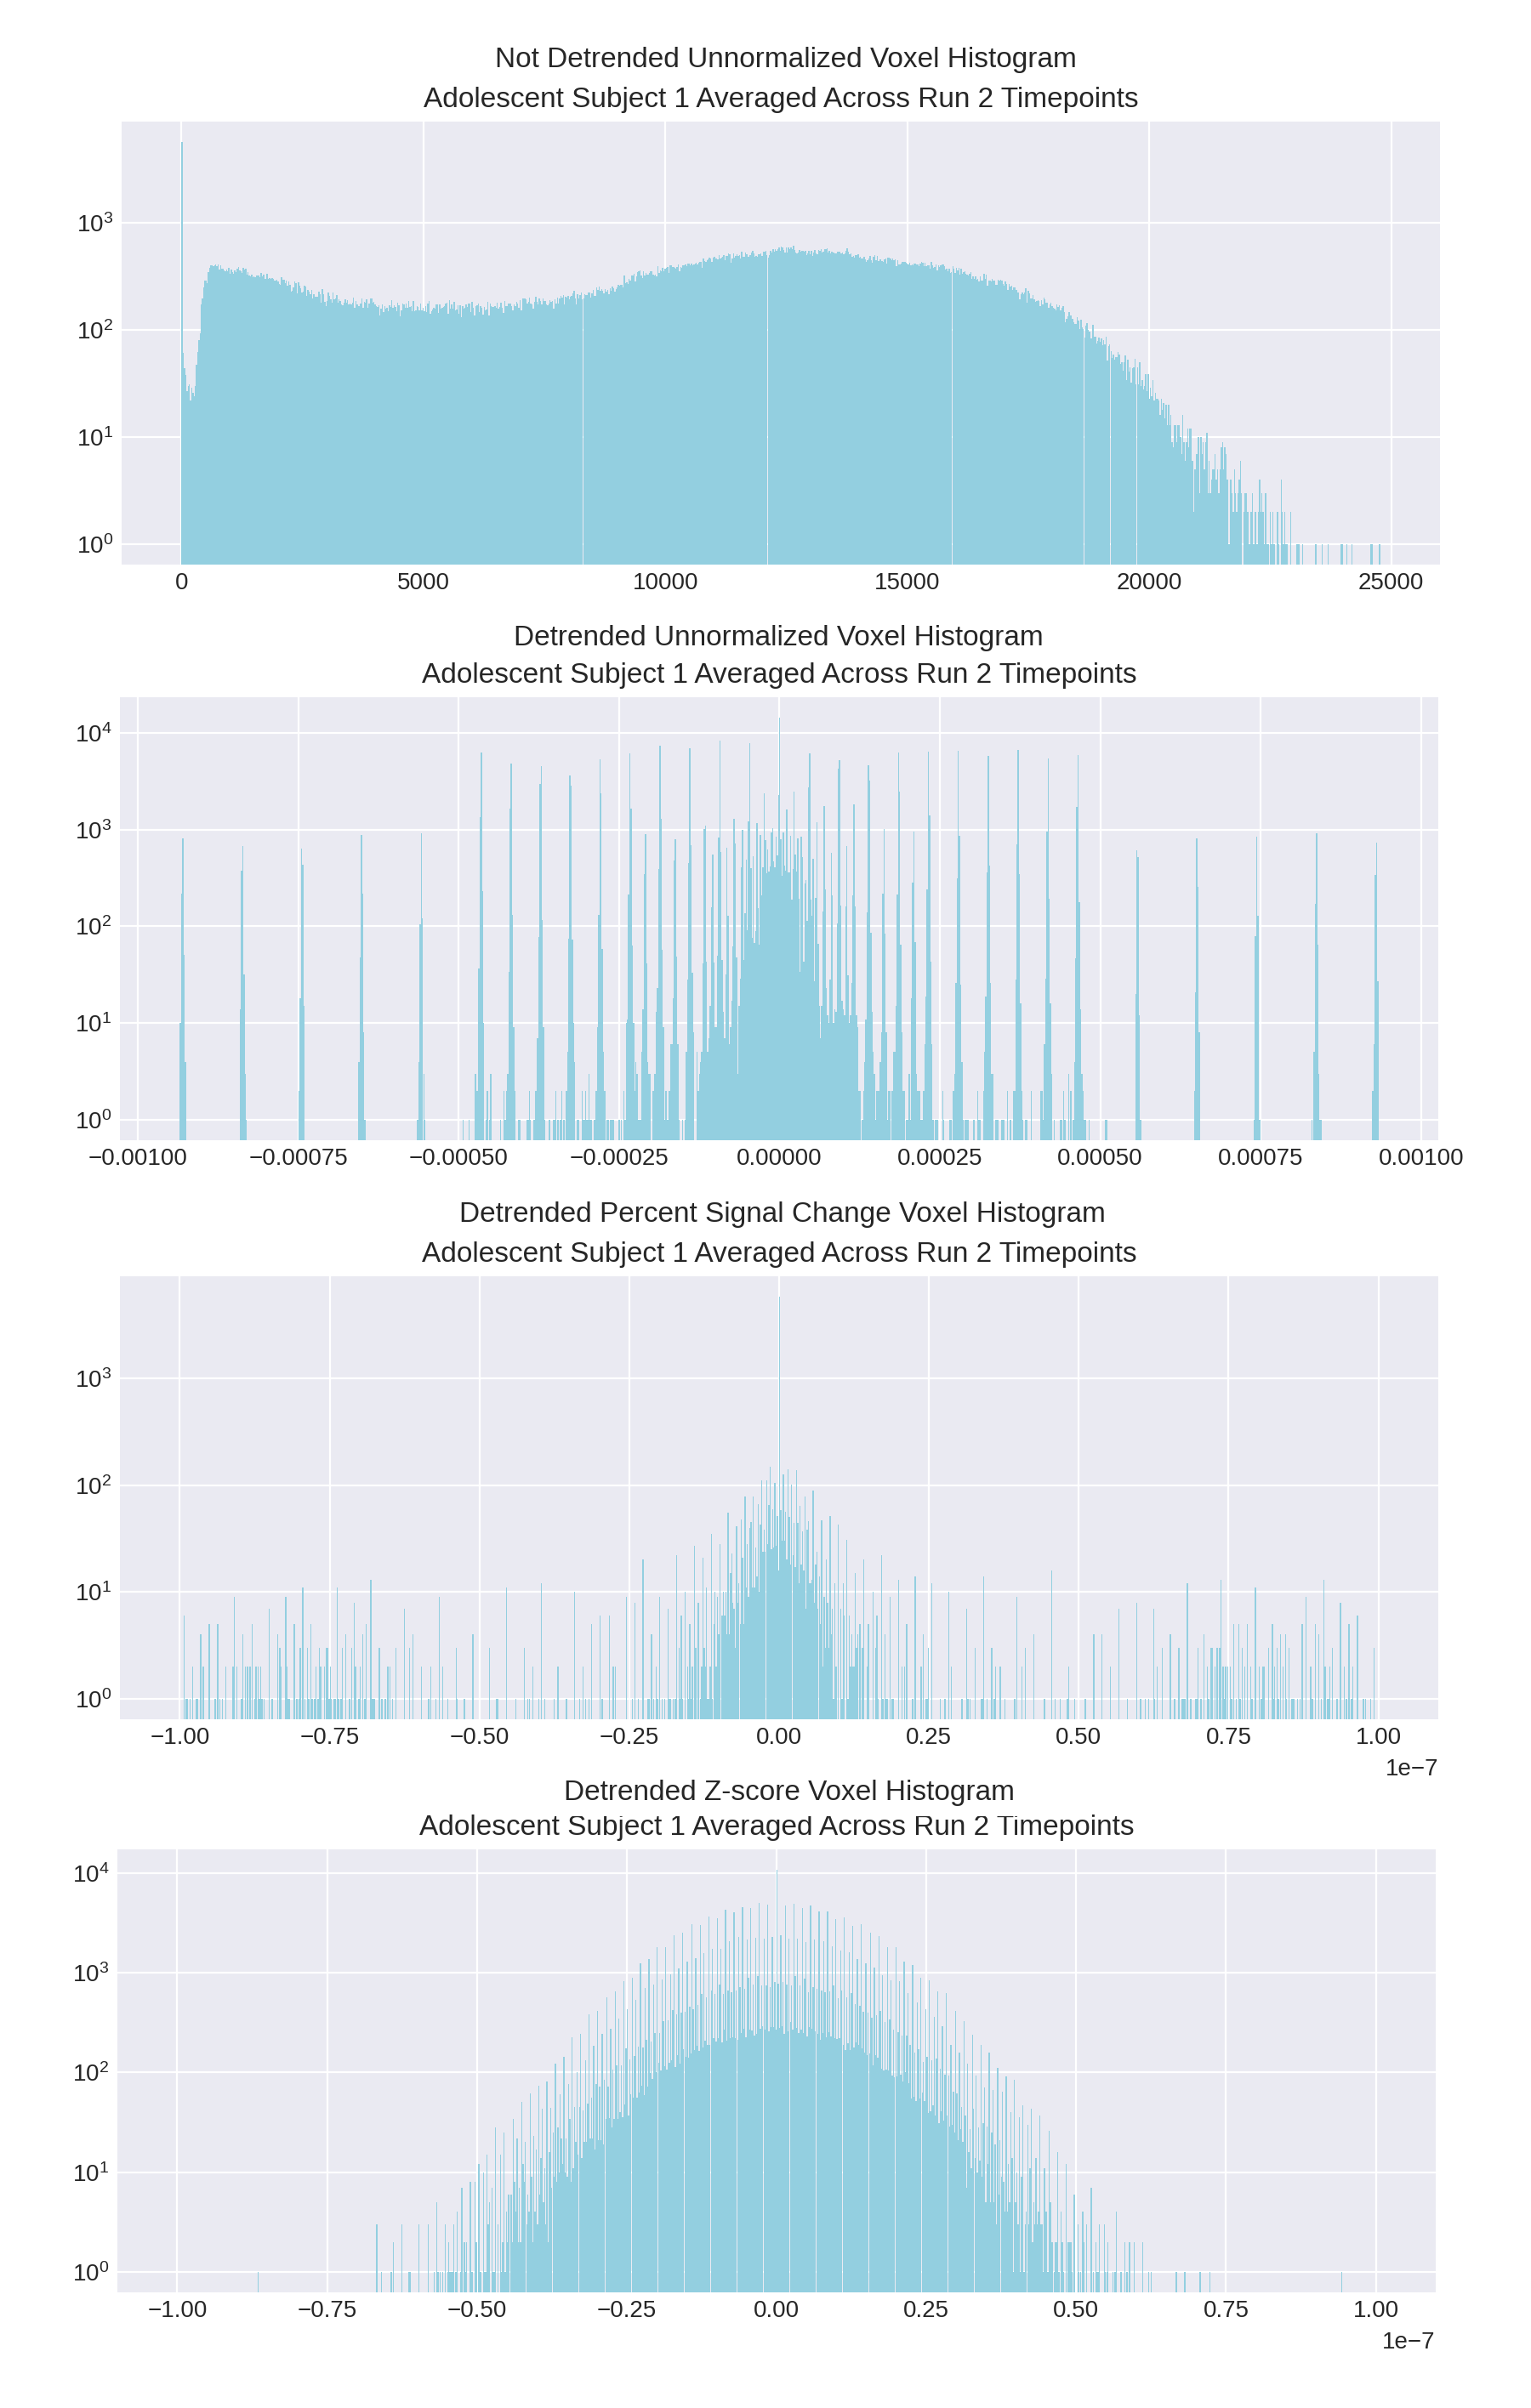 Not Detrended Unnormalized Voxel Histogram
Adolescent Subject 1 Averaged Across Run 2 Timepoints
10³
10²
10¹
10⁰
0 5000 10000 15000 20000 25000
Detrended Unnormalized Voxel Histogram
Adolescent Subject 1 Averaged Across Run 2 Timepoints
10⁴
10³
10²
10¹
10⁰
−0.00100 −0.00075 −0.00050 −0.00025 0.00000 0.00025 0.00050 0.00075 0.00100
Detrended Percent Signal Change Voxel Histogram
Adolescent Subject 1 Averaged Across Run 2 Timepoints
10³
10²
10¹
10⁰
−1.00 −0.75 −0.50 −0.25 0.00 0.25 0.50 0.75 1.00
1e−7
Detrended Z-score Voxel Histogram
Adolescent Subject 1 Averaged Across Run 2 Timepoints
10⁴
10³
10²
10¹
10⁰
−1.00 −0.75 −0.50 −0.25 0.00 0.25 0.50 0.75 1.00
1e−7